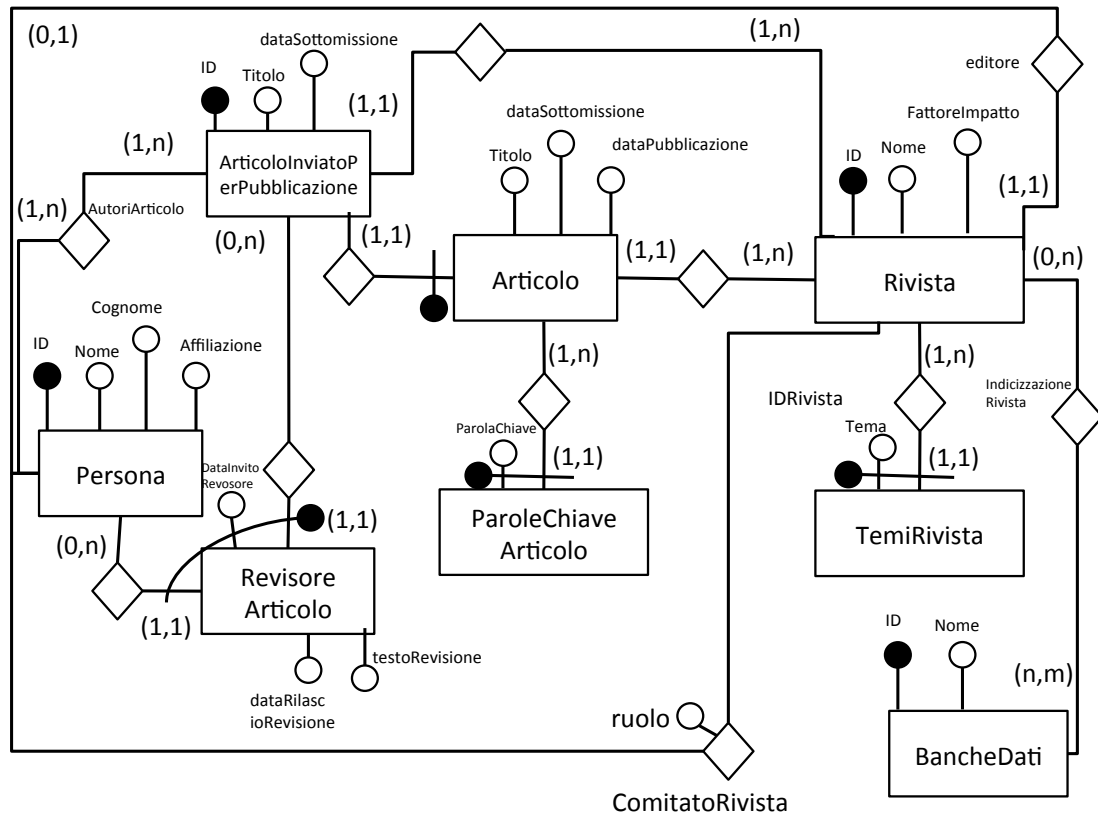 (0,1)
dataSottomissione
(1,n)
editore
ID
Titolo
(1,1)
dataSottomissione
FattoreImpatto
(1,n)
ArticoloInviatoP
erPubblicazione
Titolo
dataPubblicazione
ID
Nome
(1,1)
(1,n)
AutoriArticolo
(0,n)
(1,1)
Articolo
(1,1)
(1,n)
Rivista
(0,n)
Cognome
ID
Nome
Affiliazione
(1,n)
(1,n)
IDRivista
Indicizzazione
Rivista
ParolaChiave
Tema
Persona
DataInvito
Revosore
(1,1)
(1,1)
(1,1)
ParoleChiave
Articolo
TemiRivista
(0,n)
Revisore
Articolo
(1,1)
ID
Nome
testoRevisione
dataRilasc
ioRevisione
(n,m)
ruolo
BancheDati
ComitatoRivista